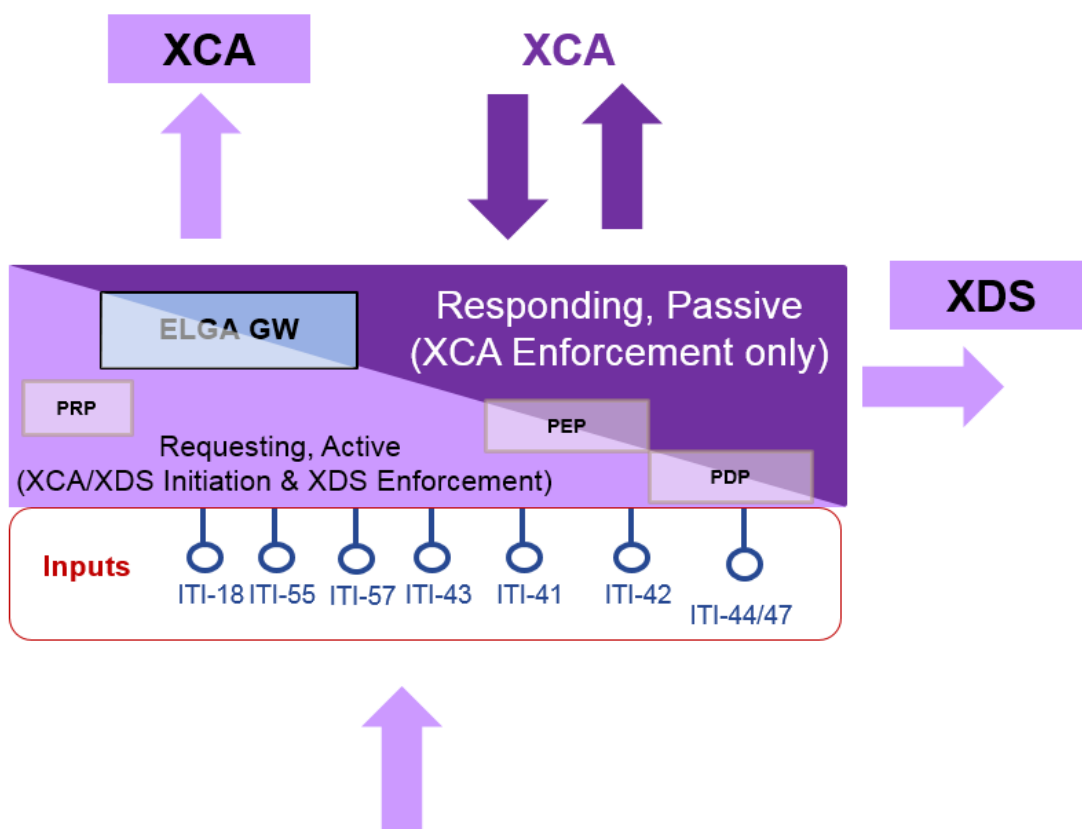 XCA
XCA
XDS
ELGA GW
Responding, Passive
(XCA Enforcement only)
PRP
PEP
Requesting, Active
(XCA/XDS Initiation & XDS Enforcement)
PDP
Inputs
ITI-18
ITI-55
ITI-57
ITI-43
ITI-41
ITI-42
ITI-44/47